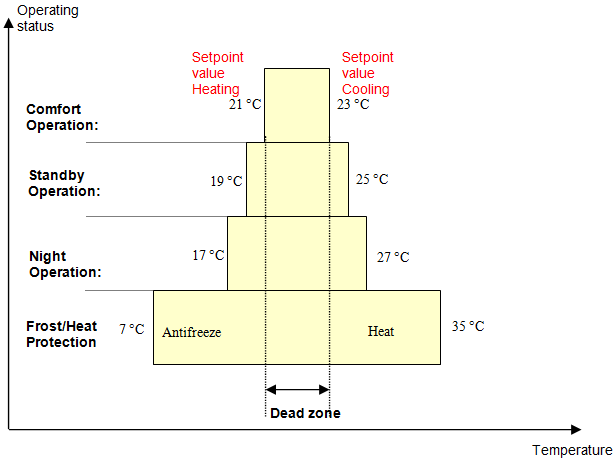 Operating
status
Setpoint
value
Heating
Setpoint
value
Cooling
Comfort
Operation:
21 °C
23 °C
Standby
Operation:
19 °C
25 °C
Night
Operation:
17 °C
27 °C
Frost/Heat
Protection
7 °C
Antifreeze
Heat
35 °C
Dead zone
Temperature